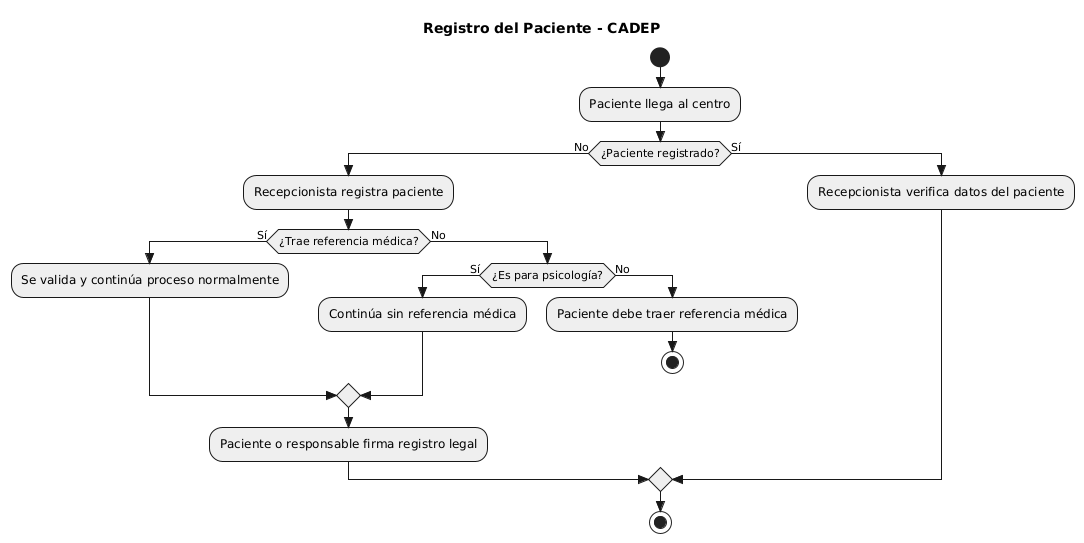 Registro del Paciente - CADEP
Paciente llega al centro
¿Paciente registrado?
No
Sí
Recepcionista registra paciente
Recepcionista verifica datos del paciente
¿Trae referencia médica?
Sí
No
Se valida y continúa proceso normalmente
¿Es para psicología?
Sí
No
Continúa sin referencia médica
Paciente debe traer referencia médica
Paciente o responsable firma registro legal